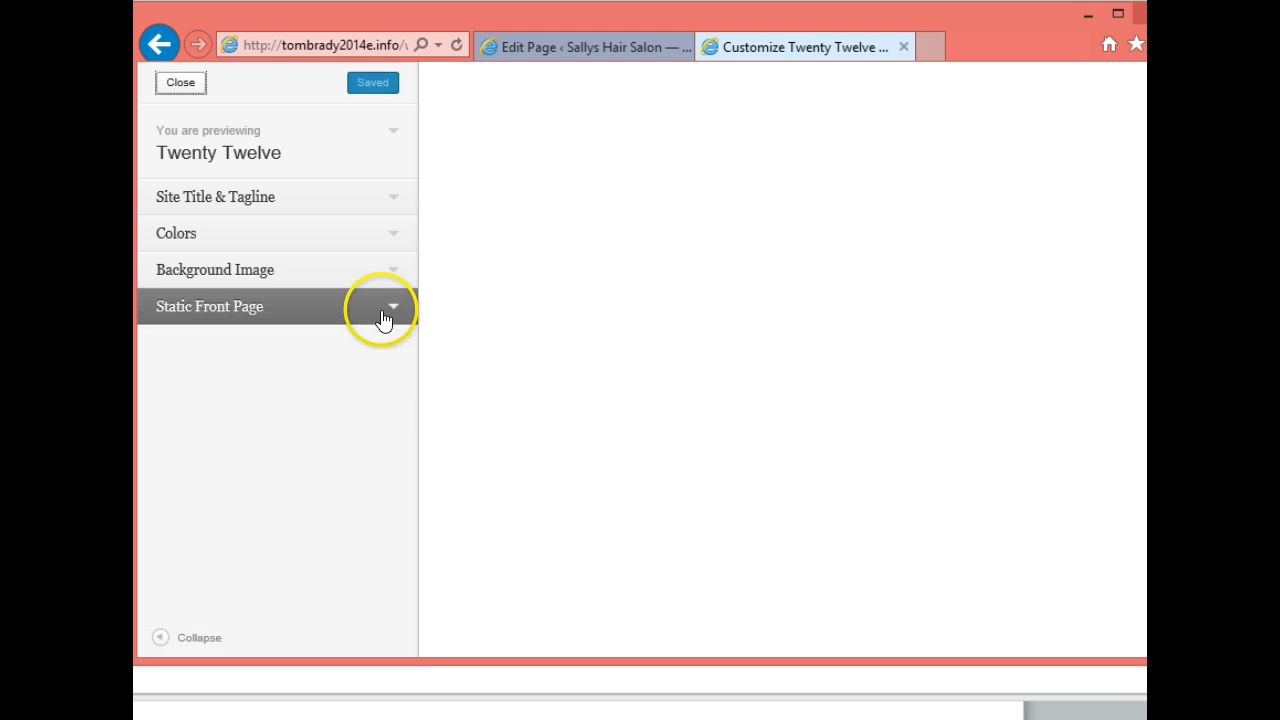 http://tombrady2014e.info/
Edit Page ‹ Sallys Hair Salon — ...
Customize Twenty Twelve ...
Close
Saved
You are previewing
Twenty Twelve
Site Title & Tagline
Colors
Background Image
Static Front Page
Collapse